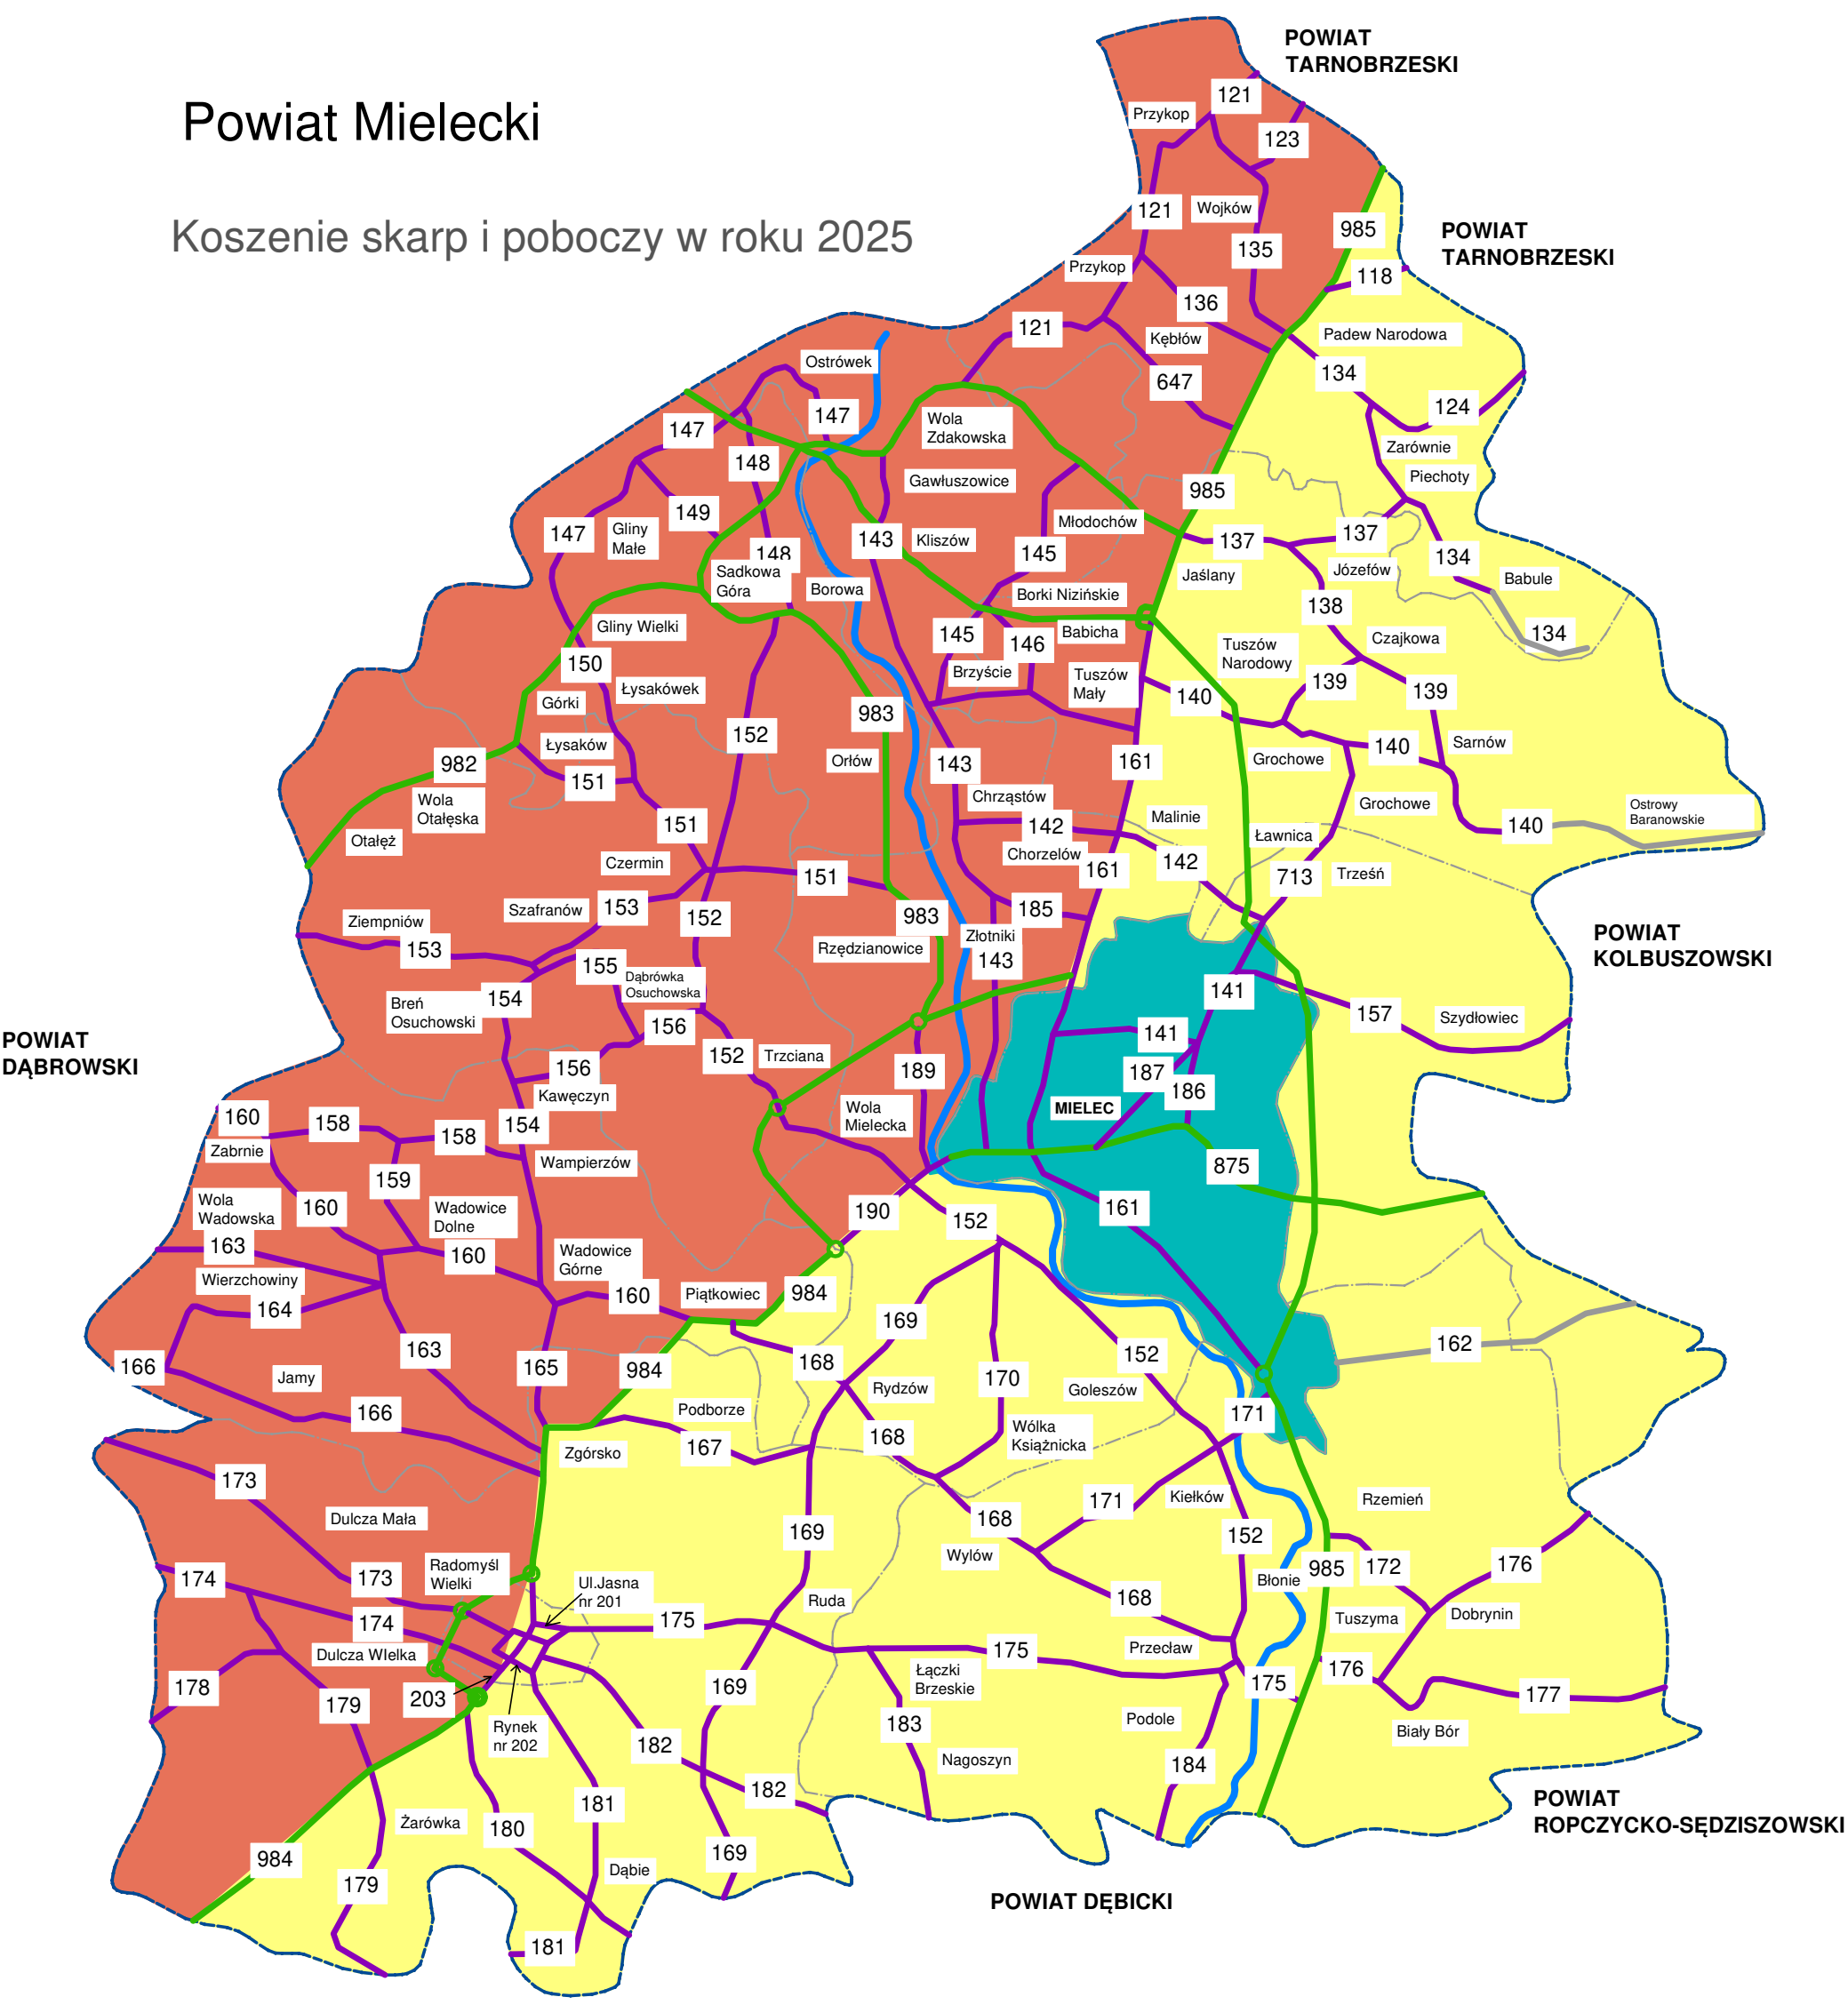 POWIAT
TARNOBRZESKI
Powiat Mielecki
121
Przykop
123
Koszenie skarp i poboczy w roku 2025
121
Wojków
985
POWIAT
TARNOBRZESKI
135
Przykop
118
136
121
Kębłów
Padew Narodowa
Ostrówek
134
647
124
147
147
Wola
Zdakowska
Zarównie
148
Gawłuszowice
Piechoty
985
149
Młodochów
147
Gliny
Małe
143
Kliszów
137
137
148
145
134
Sadkowa
Góra
Borowa
Jaślany
Józefów
Babule
Borki Nizińskie
138
Gliny Wielki
145
146
Babicha
134
Czajkowa
150
Tuszów
Narodowy
Brzyście
Tuszów
Mały
139
139
Łysakówek
140
Górki
983
152
Łysaków
140
Sarnów
982
Orłów
143
161
Grochowe
151
Wola
Otałęska
Chrząstów
Grochowe
Ostrowy
Baranowskie
151
142
Malinie
140
Otałęż
Ławnica
Czermin
Chorzelów
142
161
713
Trześń
151
Szafranów
153
152
983
185
Ziempniów
153
Rzędzianowice
Złotniki
143
POWIAT
KOLBUSZOWSKI
155
Dąbrówka
Osuchowska
154
141
Breń
Osuchowski
157
Szydłowiec
156
141
POWIAT
DĄBROWSKI
152
Trzciana
156
189
187
186
Kawęczyn
MIELEC
160
158
158
154
Wola
Mielecka
Zabrnie
Wampierzów
875
159
Wola
Wadowska
160
Wadowice
Dolne
190
152
161
163
160
Wadowice
Górne
Wierzchowiny
160
Piątkowiec
984
164
169
163
162
166
165
984
168
152
Jamy
170
Rydzów
Goleszów
166
Podborze
171
167
168
Wólka
Książnicka
Zgórsko
173
171
Kiełków
Rzemień
Dulcza Mała
168
169
152
Wylów
174
173
Radomyśl
Wielki
Ul.Jasna
nr 201
Błonie
985
172
176
168
Ruda
174
175
Tuszyma
Dobrynin
Dulcza WIelka
175
Przecław
176
178
203
179
169
Łączki
Brzeskie
175
177
Rynek
nr 202
183
Podole
Biały Bór
182
Nagoszyn
184
182
POWIAT
ROPCZYCKO-SĘDZISZOWSKI
181
Żarówka
180
984
169
179
Dąbie
POWIAT DĘBICKI
181